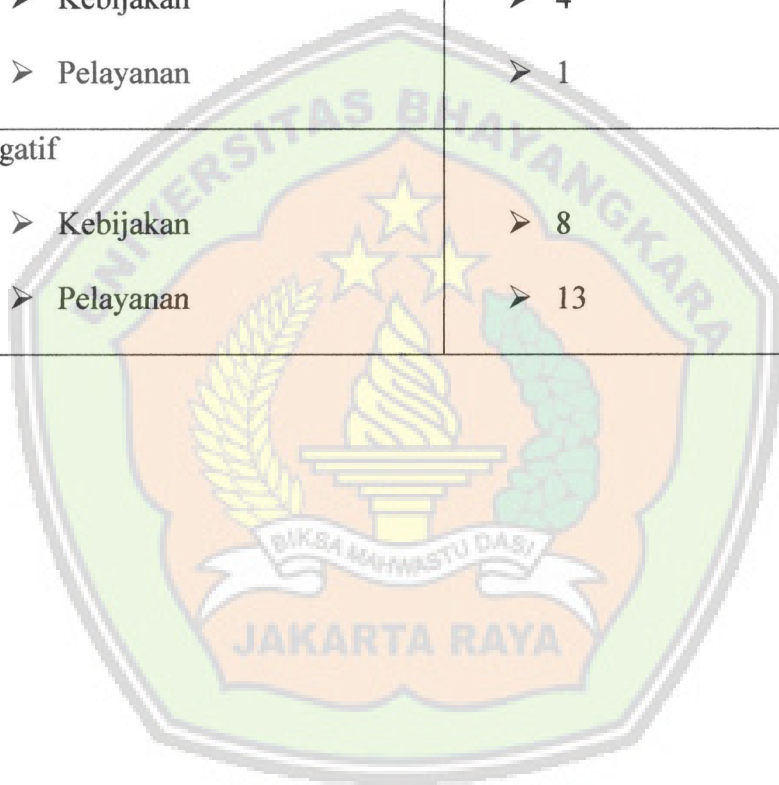 ➢ Kebijakan ➢ 4
➢ Pelayanan ➢ 1
gatif
➢ Kebijakan ➢ 8
➢ Pelayanan ➢ 13
UNIVERSITAS BHAYANGKARA
BIKSA MAHWASTU DASI
JAKARTA RAYA